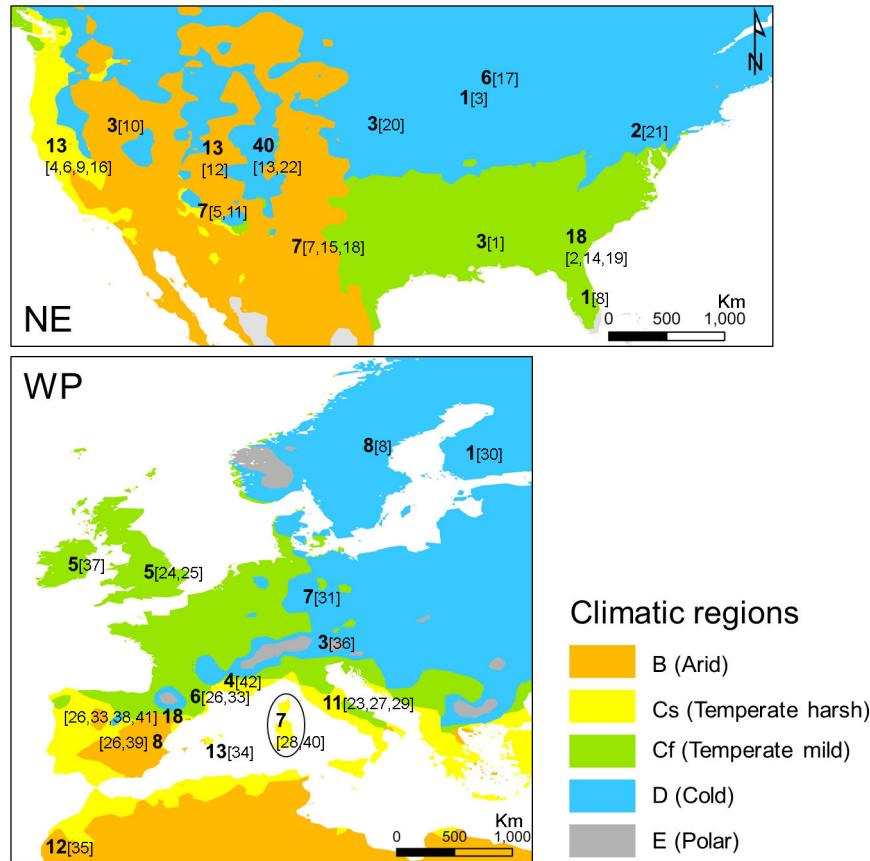 N
6[17]
1[3]
3[10]
3[20]
2[21]
13
[4,6,9,16]
13
[12]
40
[13,22]
7[5,11]
7[7,15,18]
3[1]
18
[2,14,19]
1[8]
Km
0 500 1,000
NE
WP
8[8]
1[30]
5[37]
5[24,25]
7[31]
3[36]
4[42]
6[26,33]
11[23,27,29]
[26,33,38,41] 18
7
[28,40]
[26,39] 8
13[34]
12[35]
Km
0 500 1,000
Climatic regions
B (Arid)
Cs (Temperate harsh)
Cf (Temperate mild)
D (Cold)
E (Polar)